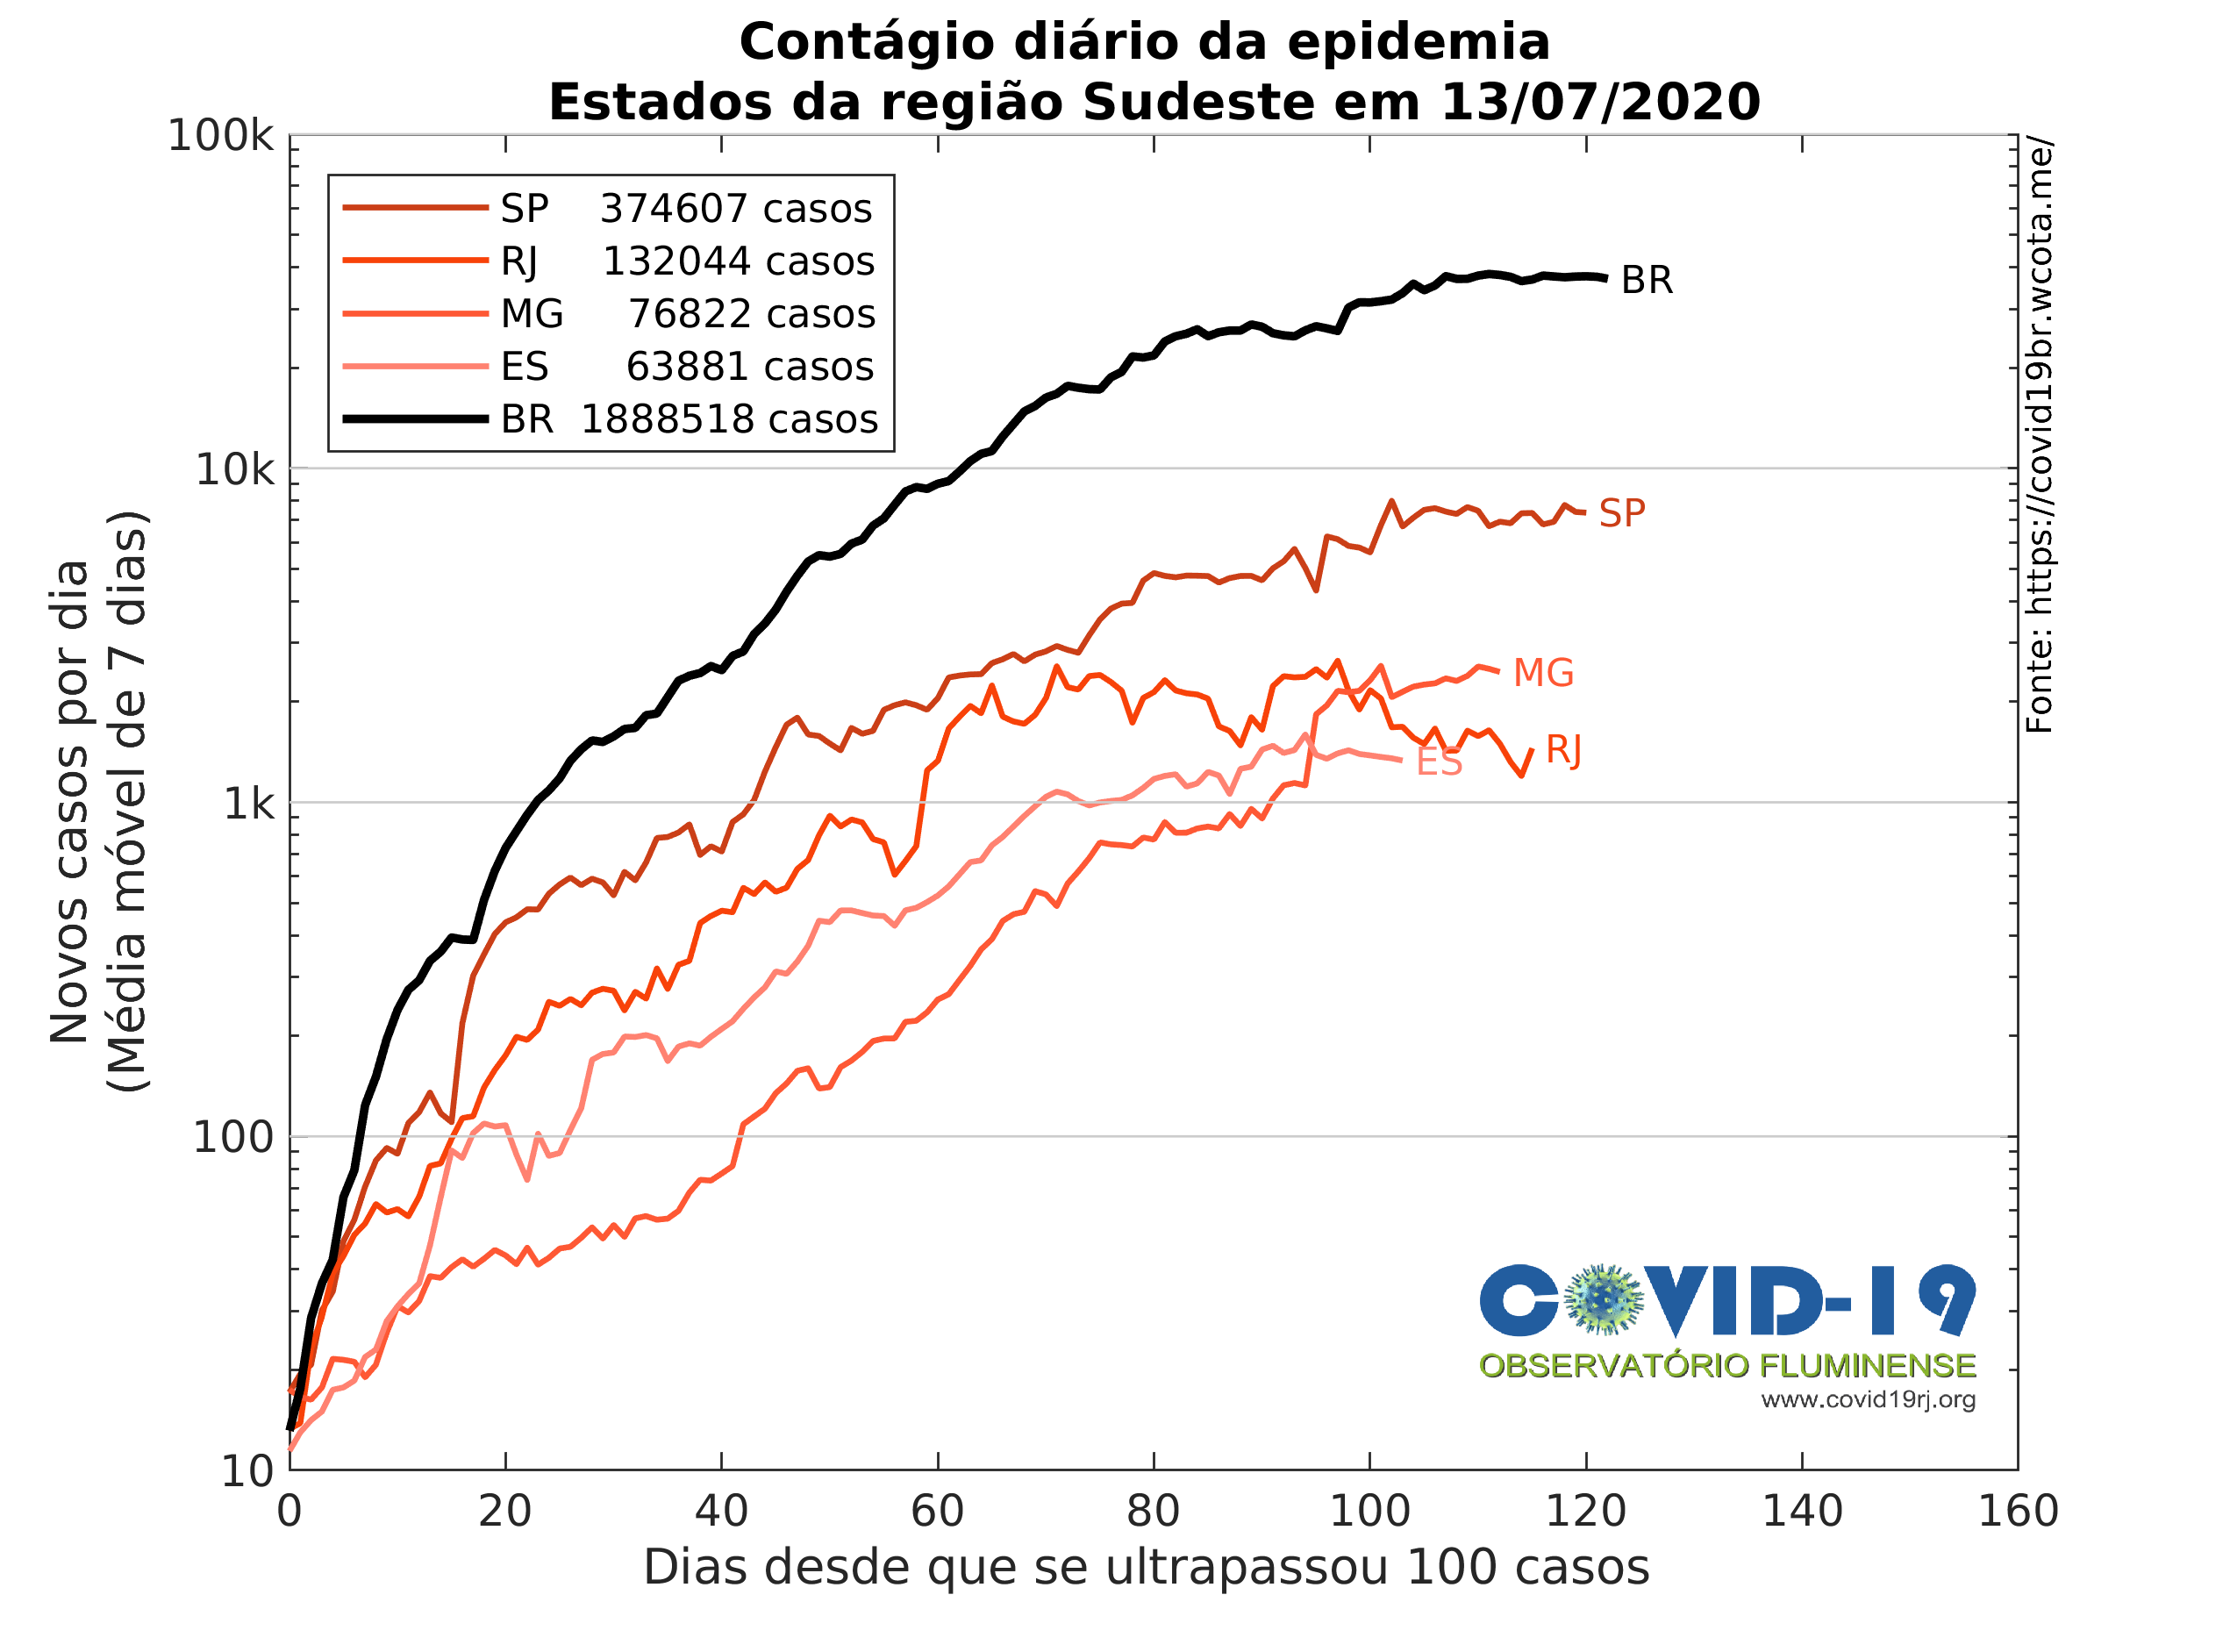 Contágio diário da epidemia
Estados da região Sudeste em 13/07/2020
100k
10k
1k
100
10
Novos casos por dia
(Média móvel de 7 dias)
SP 374607 casos
RJ 132044 casos
MG 76822 casos
ES 63881 casos
BR 1888518 casos
BR
SP
MG
RJ
ES
Fonte: https://covid19br.wcota.me/
COVID-19
OBSERVATÓRIO FLUMINENSE
www.covid19rj.org
0 20 40 60 80 100 120 140 160
Dias desde que se ultrapassou 100 casos